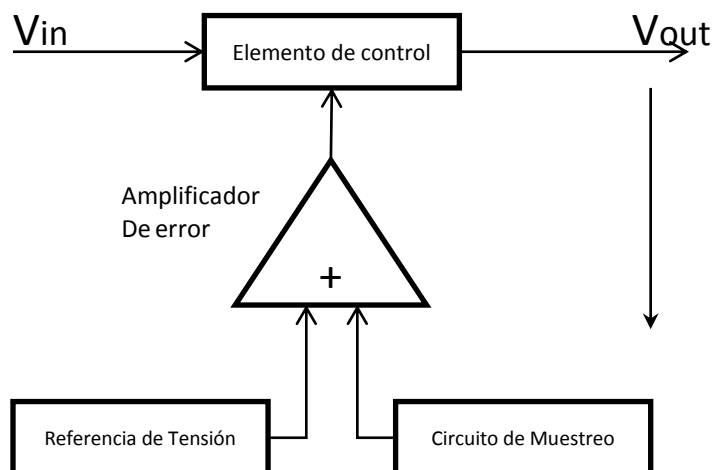 Vin
Vout
Elemento de control
Amplificador
De error
+
Referencia de Tensión
Circuito de Muestreo